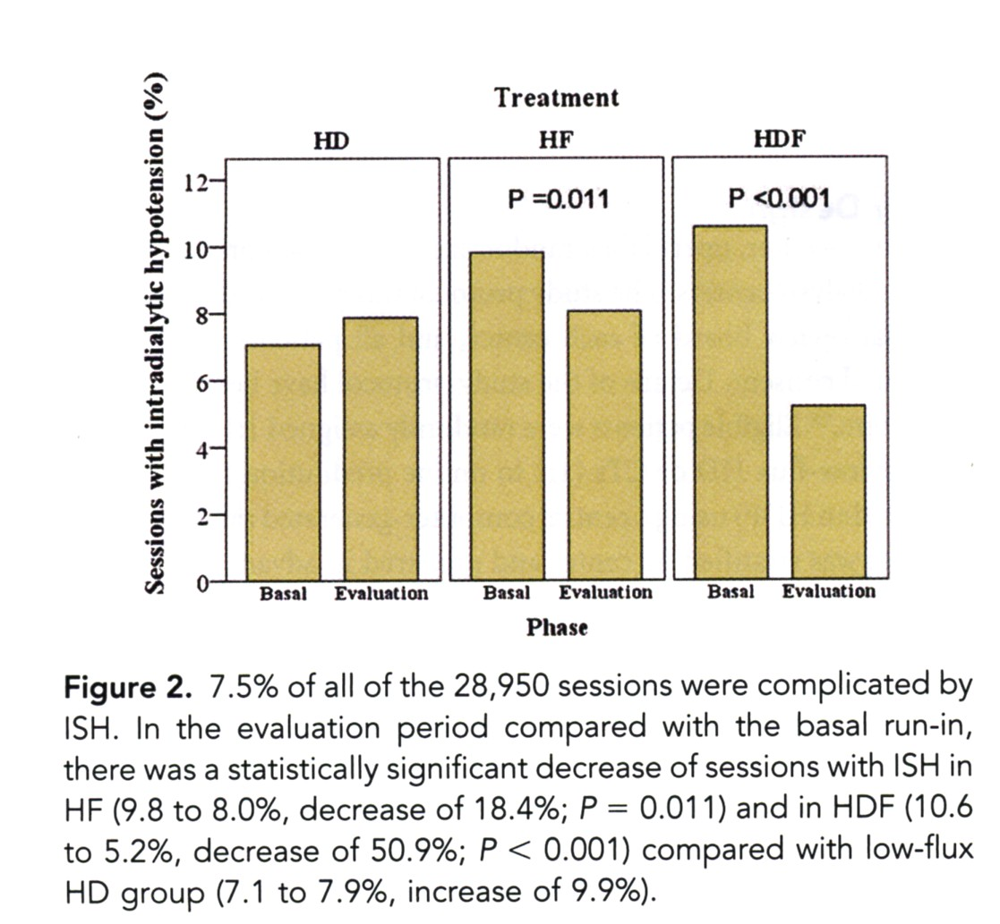 Treatment
HD HF HDF
Sessions with intradialytic hypotension (%)
12
10
8
6
4
2
0
P =0.011
P <0.001
Basal Evaluation Basal Evaluation Basal Evaluation
Phase
Figure 2. 7.5% of all of the 28,950 sessions were complicated by
ISH. In the evaluation period compared with the basal run-in,
there was a statistically significant decrease of sessions with ISH in
HF (9.8 to 8.0%, decrease of 18.4%; P = 0.011) and in HDF (10.6
to 5.2%, decrease of 50.9%; P < 0.001) compared with low-flux
HD group (7.1 to 7.9%, increase of 9.9%).